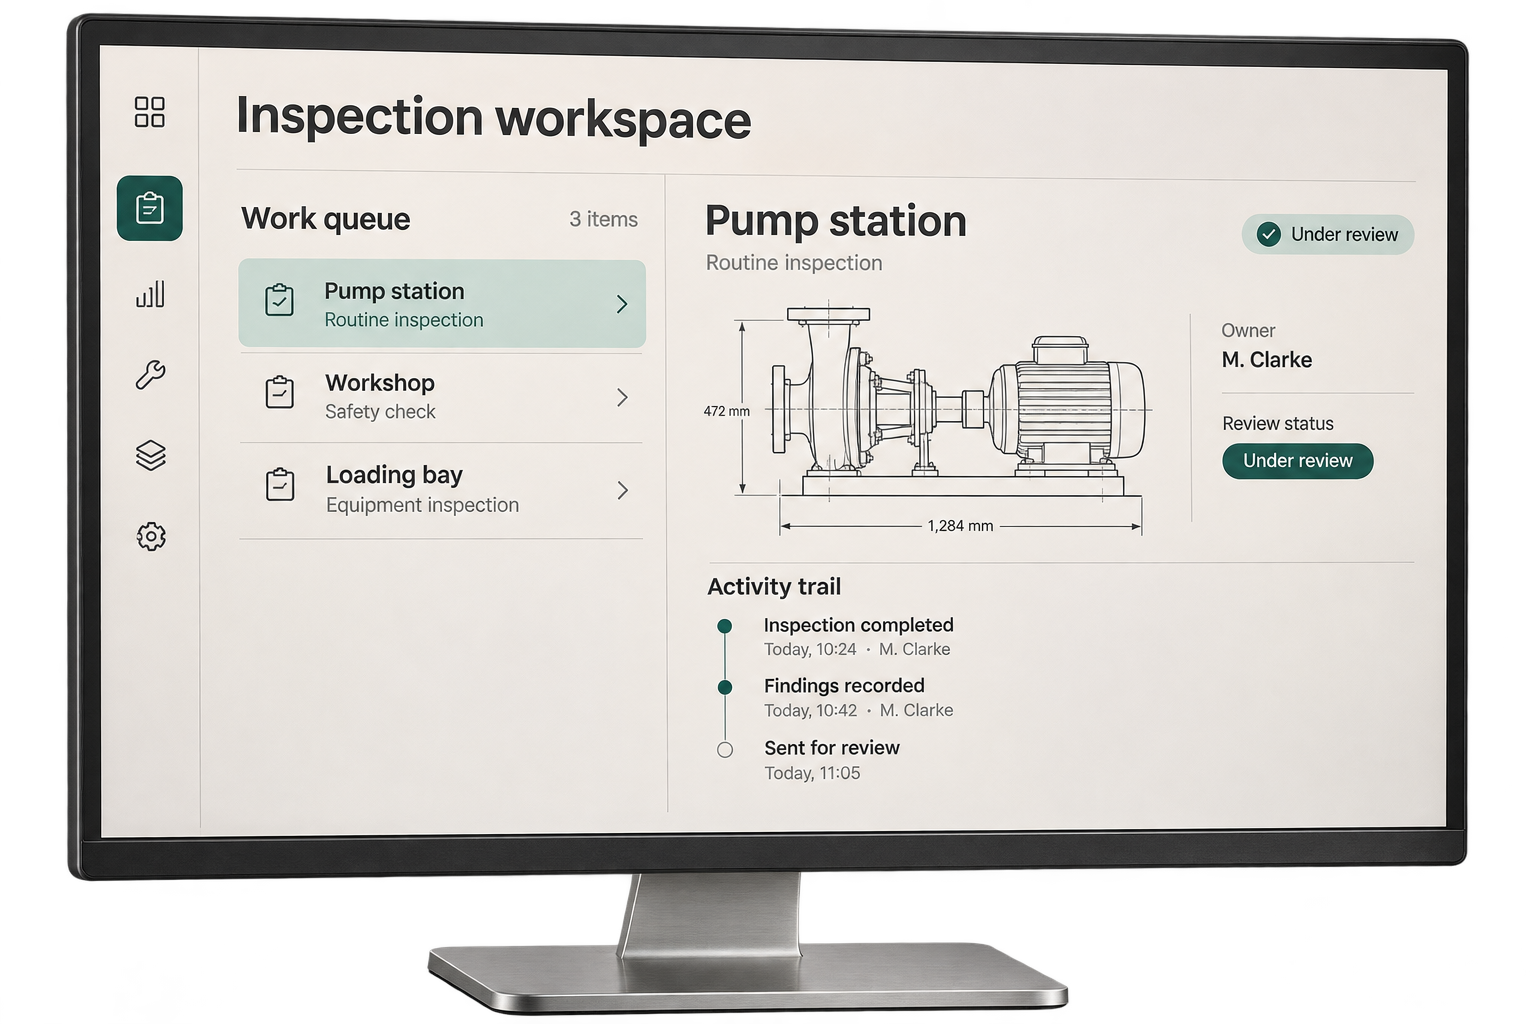 Inspection workspace
Work queue
3 items
Pump station
Routine inspection
Workshop
Safety check
Loading bay
Equipment inspection
Pump station
Routine inspection
Under review
472 mm
1,284 mm
Owner
M. Clarke
Review status
Under review
Activity trail
Inspection completed
Today, 10:24 · M. Clarke
Findings recorded
Today, 10:42 · M. Clarke
Sent for review
Today, 11:05